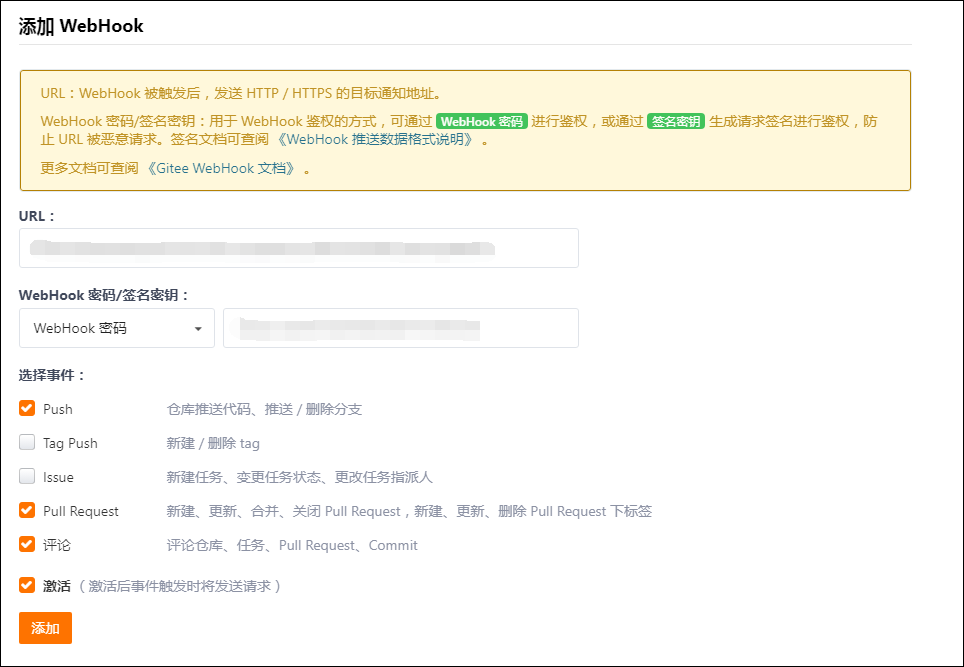 添加 WebHook
URL：WebHook 被触发后，发送 HTTP / HTTPS 的目标通知地址。
WebHook 密码/签名密钥：用于 WebHook 鉴权的方式，可通过 WebHook 密码 进行鉴权，或通过 签名密钥 生成请求签名进行鉴权，防
止 URL 被恶意请求。签名文档可查阅 《WebHook 推送数据格式说明》 。
更多文档可查阅 《Gitee WebHook 文档》 。
URL：
WebHook 密码/签名密钥：
WebHook 密码
选择事件：
Push 仓库推送代码、推送 / 删除分支
Tag Push 新建 / 删除 tag
Issue 新建任务、变更任务状态、更改任务指派人
Pull Request 新建、更新、合并、关闭 Pull Request，新建、更新、删除 Pull Request 下标签
评论 评论仓库、任务、Pull Request、Commit
激活 （ 激活后事件触发时将发送请求 ）
添加